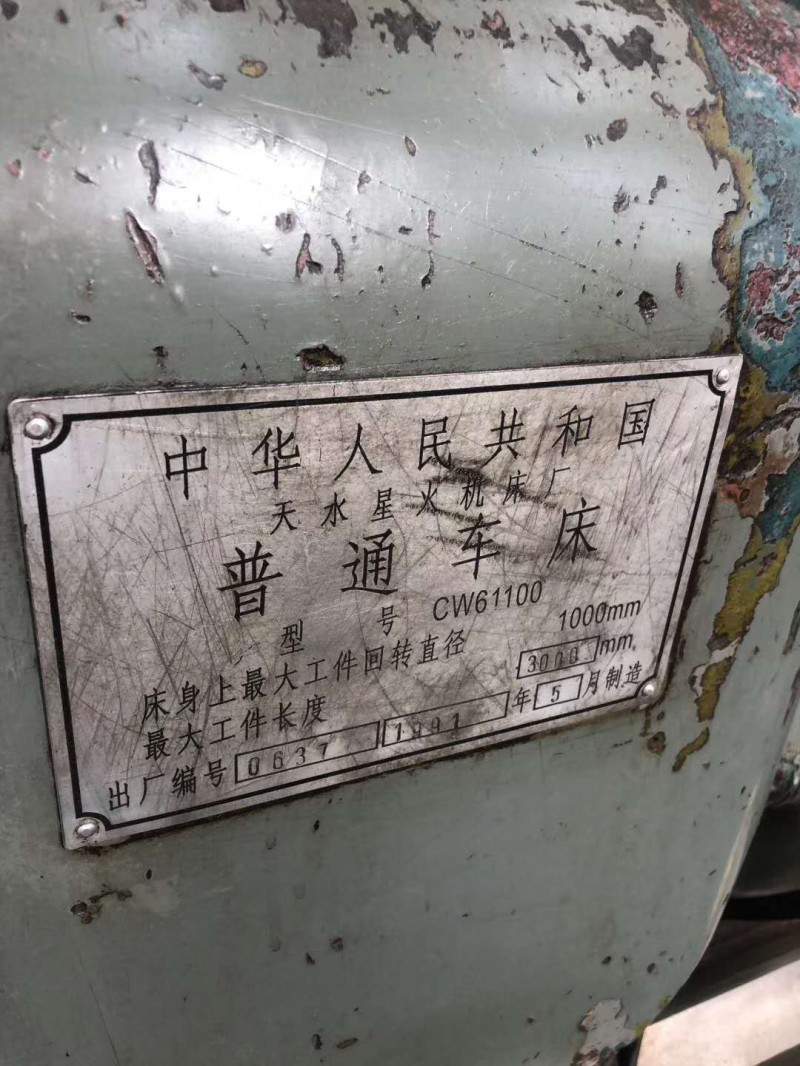 中华人民共和国
天水星火机床厂
普通车床
型号 CW61100
床身上最大工件回转直径 1000mm
最大工件长度 3000 mm
出厂编号 0637 1991 年 5 月制造